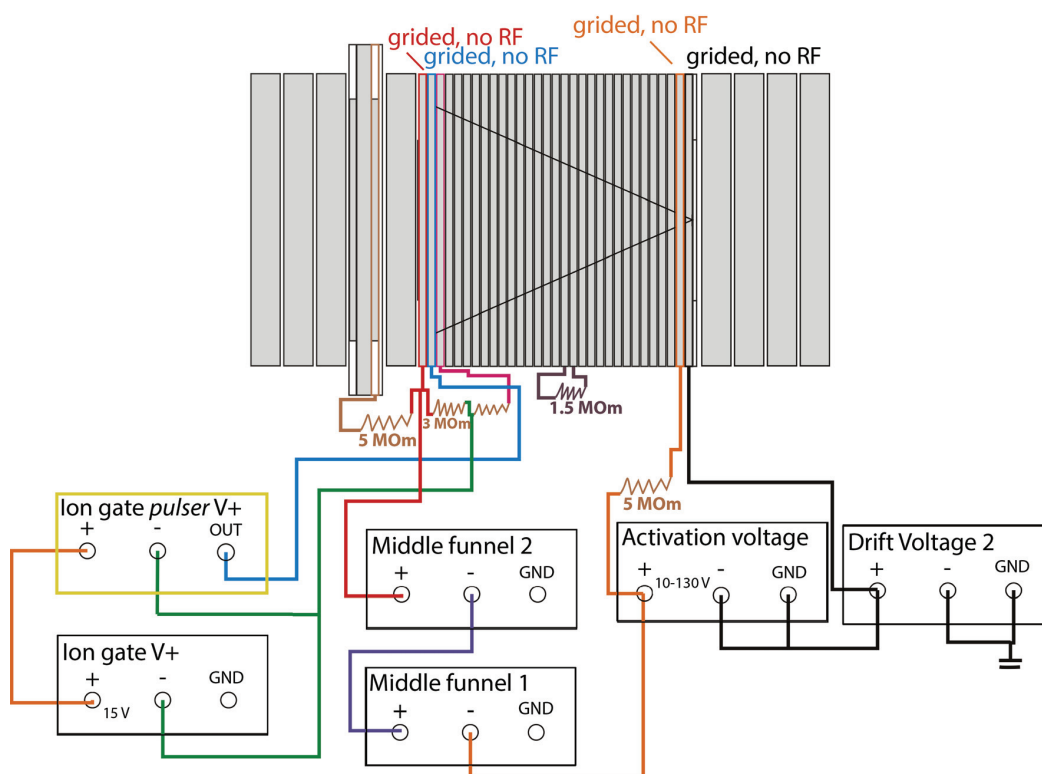 grided, no RF
grided, no RF
grided, no RF
grided, no RF
5 MOm
3 MOm
1.5 MOm
5 MOm
Ion gate pulser V+
+ - OUT
Middle funnel 2
+ - GND
Activation voltage
+ 10-130 V - GND
Drift Voltage 2
+ - GND
Ion gate V+
+ 15 V - GND
Middle funnel 1
+ - GND